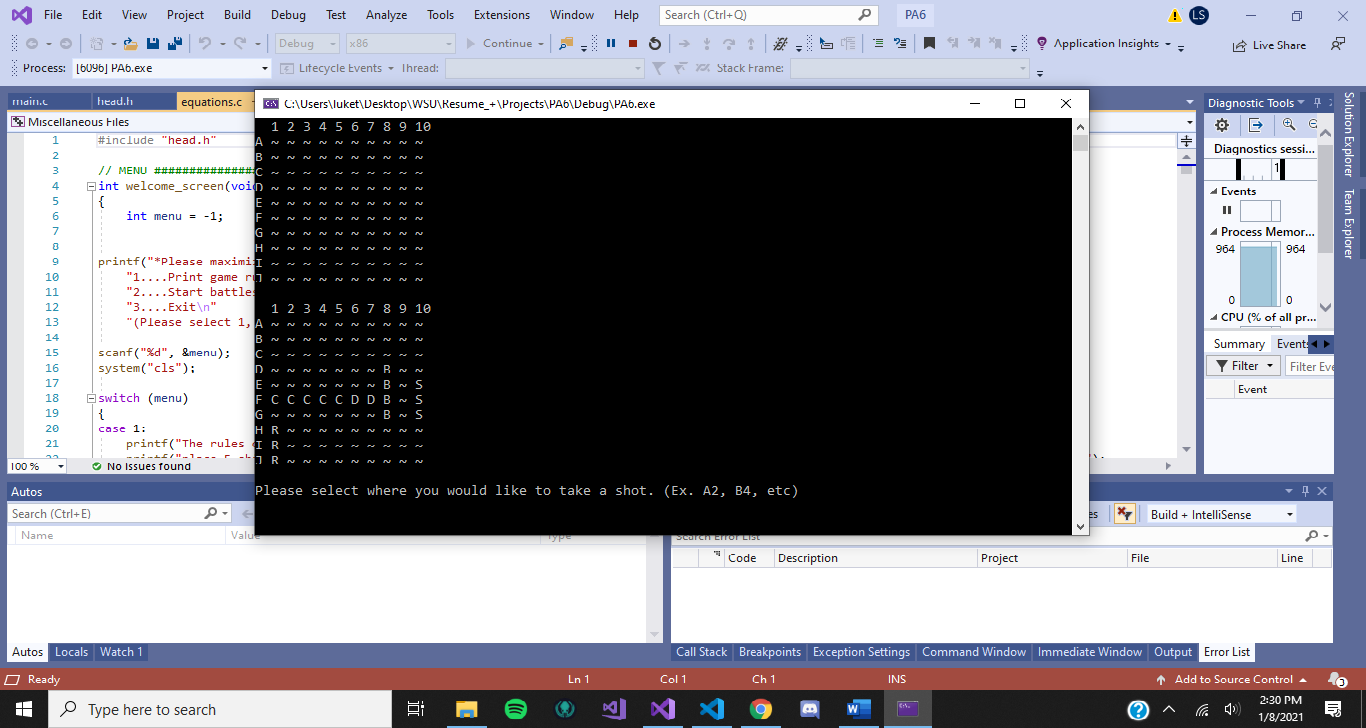 File Edit View Project Build Debug Test Analyze Tools Extensions Window Help Search (Ctrl+Q) PA6 LS
Debug x86 Continue Application Insights Live Share
Process: [6096] PA6.exe Lifecycle Events Thread: Stack Frame:
main.c head.h equations.c
Miscellaneous Files
1 #include "head.h"
2
3 // MENU ##############
4 int welcome_screen(voi
5 {
6 int menu = -1;
7
8
9 printf("*Please maximi
10 "1....Print game r
11 "2....Start battles
12 "3....Exit\n"
13 "(Please select 1,
14
15 scanf("%d", &menu);
16 system("cls");
17
18 switch (menu)
19 {
20 case 1:
21 printf("The rules
100 % No issues found
C:\Users\luket\Desktop\WSU\Resume_+\Projects\PA6\Debug\PA6.exe
1 2 3 4 5 6 7 8 9 10
A ~ ~ ~ ~ ~ ~ ~ ~ ~ ~
B ~ ~ ~ ~ ~ ~ ~ ~ ~ ~
C ~ ~ ~ ~ ~ ~ ~ ~ ~ ~
D ~ ~ ~ ~ ~ ~ ~ ~ ~ ~
E ~ ~ ~ ~ ~ ~ ~ ~ ~ ~
F ~ ~ ~ ~ ~ ~ ~ ~ ~ ~
G ~ ~ ~ ~ ~ ~ ~ ~ ~ ~
H ~ ~ ~ ~ ~ ~ ~ ~ ~ ~
I ~ ~ ~ ~ ~ ~ ~ ~ ~ ~
J ~ ~ ~ ~ ~ ~ ~ ~ ~ ~
1 2 3 4 5 6 7 8 9 10
A ~ ~ ~ ~ ~ ~ ~ ~ ~ ~
B ~ ~ ~ ~ ~ ~ ~ ~ ~ ~
C ~ ~ ~ ~ ~ ~ ~ ~ ~ ~
D ~ ~ ~ ~ ~ ~ ~ B ~ ~
E ~ ~ ~ ~ ~ ~ ~ B ~ S
F C C C C C D D B ~ S
G ~ ~ ~ ~ ~ ~ ~ B ~ S
H R ~ ~ ~ ~ ~ ~ ~ ~ ~
I R ~ ~ ~ ~ ~ ~ ~ ~ ~
J R ~ ~ ~ ~ ~ ~ ~ ~ ~
Please select where you would like to take a shot. (Ex. A2, B4, etc)
Diagnostic Tools
Diagnostics sessi...
1
Events
Process Memor...
964 964
0 0
CPU (% of all pr...
Summary Events
Filter Filter Eve
Event
Solution Explorer
Team Explorer
Autos
Search (Ctrl+E)
Name Value Type
Build + IntelliSense
Search Error List
Code Description Project File Line
Autos Locals Watch 1
Call Stack Breakpoints Exception Settings Command Window Immediate Window Output Error List
Ready Ln 1 Col 1 Ch 1 INS Add to Source Control 3
Type here to search
2:30 PM
1/8/2021